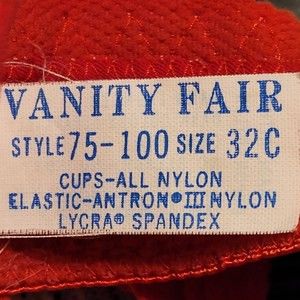 VANITY FAIR
STYLE 75-100 SIZE 32C
CUPS-ALL NYLON
ELASTIC-ANTRON® III NYLON
LYCRA® SPANDEX